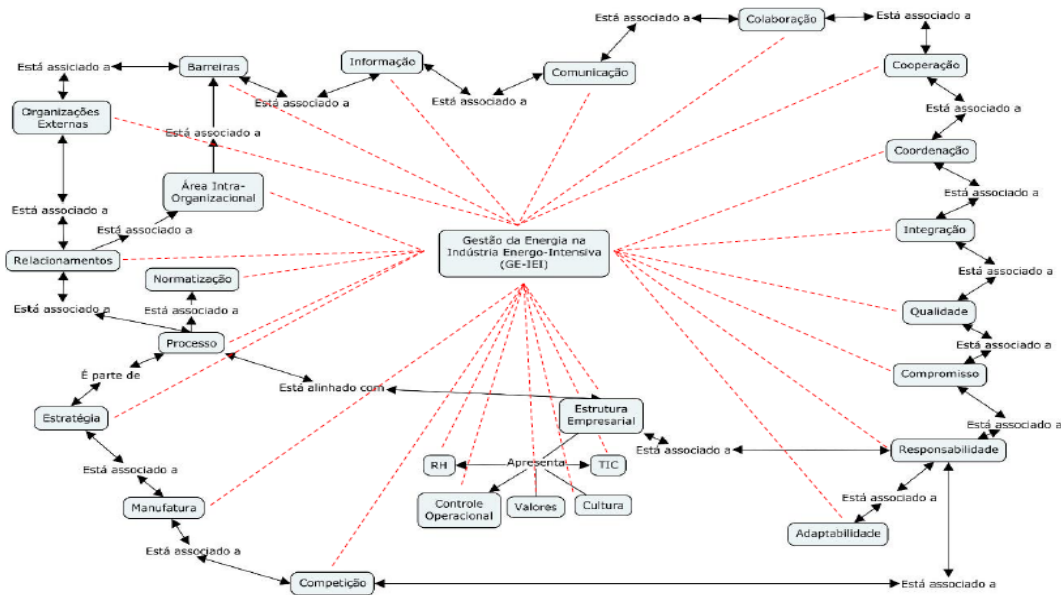 Colaboração
Está associado a
Está associado a
Está assiciado a
Barreiras
Informação
Comunicação
Cooperação
Está associado a
Está associado a
Organizações
Externas
Está associado a
Está associado a
Coordenação
Área Intra-
Organizacional
Está associado a
Está associado a
Está associado a
Integração
Gestão da Energia na
Indústria Energo-Intensiva
(GE-IEI)
Relacionamentos
Normatização
Está associado a
Está associado a
Está associado a
Qualidade
Processo
Está associado a
É parte de
Compromisso
Está alinhado com
Estratégia
Estrutura
Empresarial
Está associado a
Está associado a
Responsabilidade
RH
Apresenta
TIC
Está associado a
Está associado a
Manufatura
Controle
Operacional
Valores
Cultura
Adaptabilidade
Está associado a
Competição
Está associado a